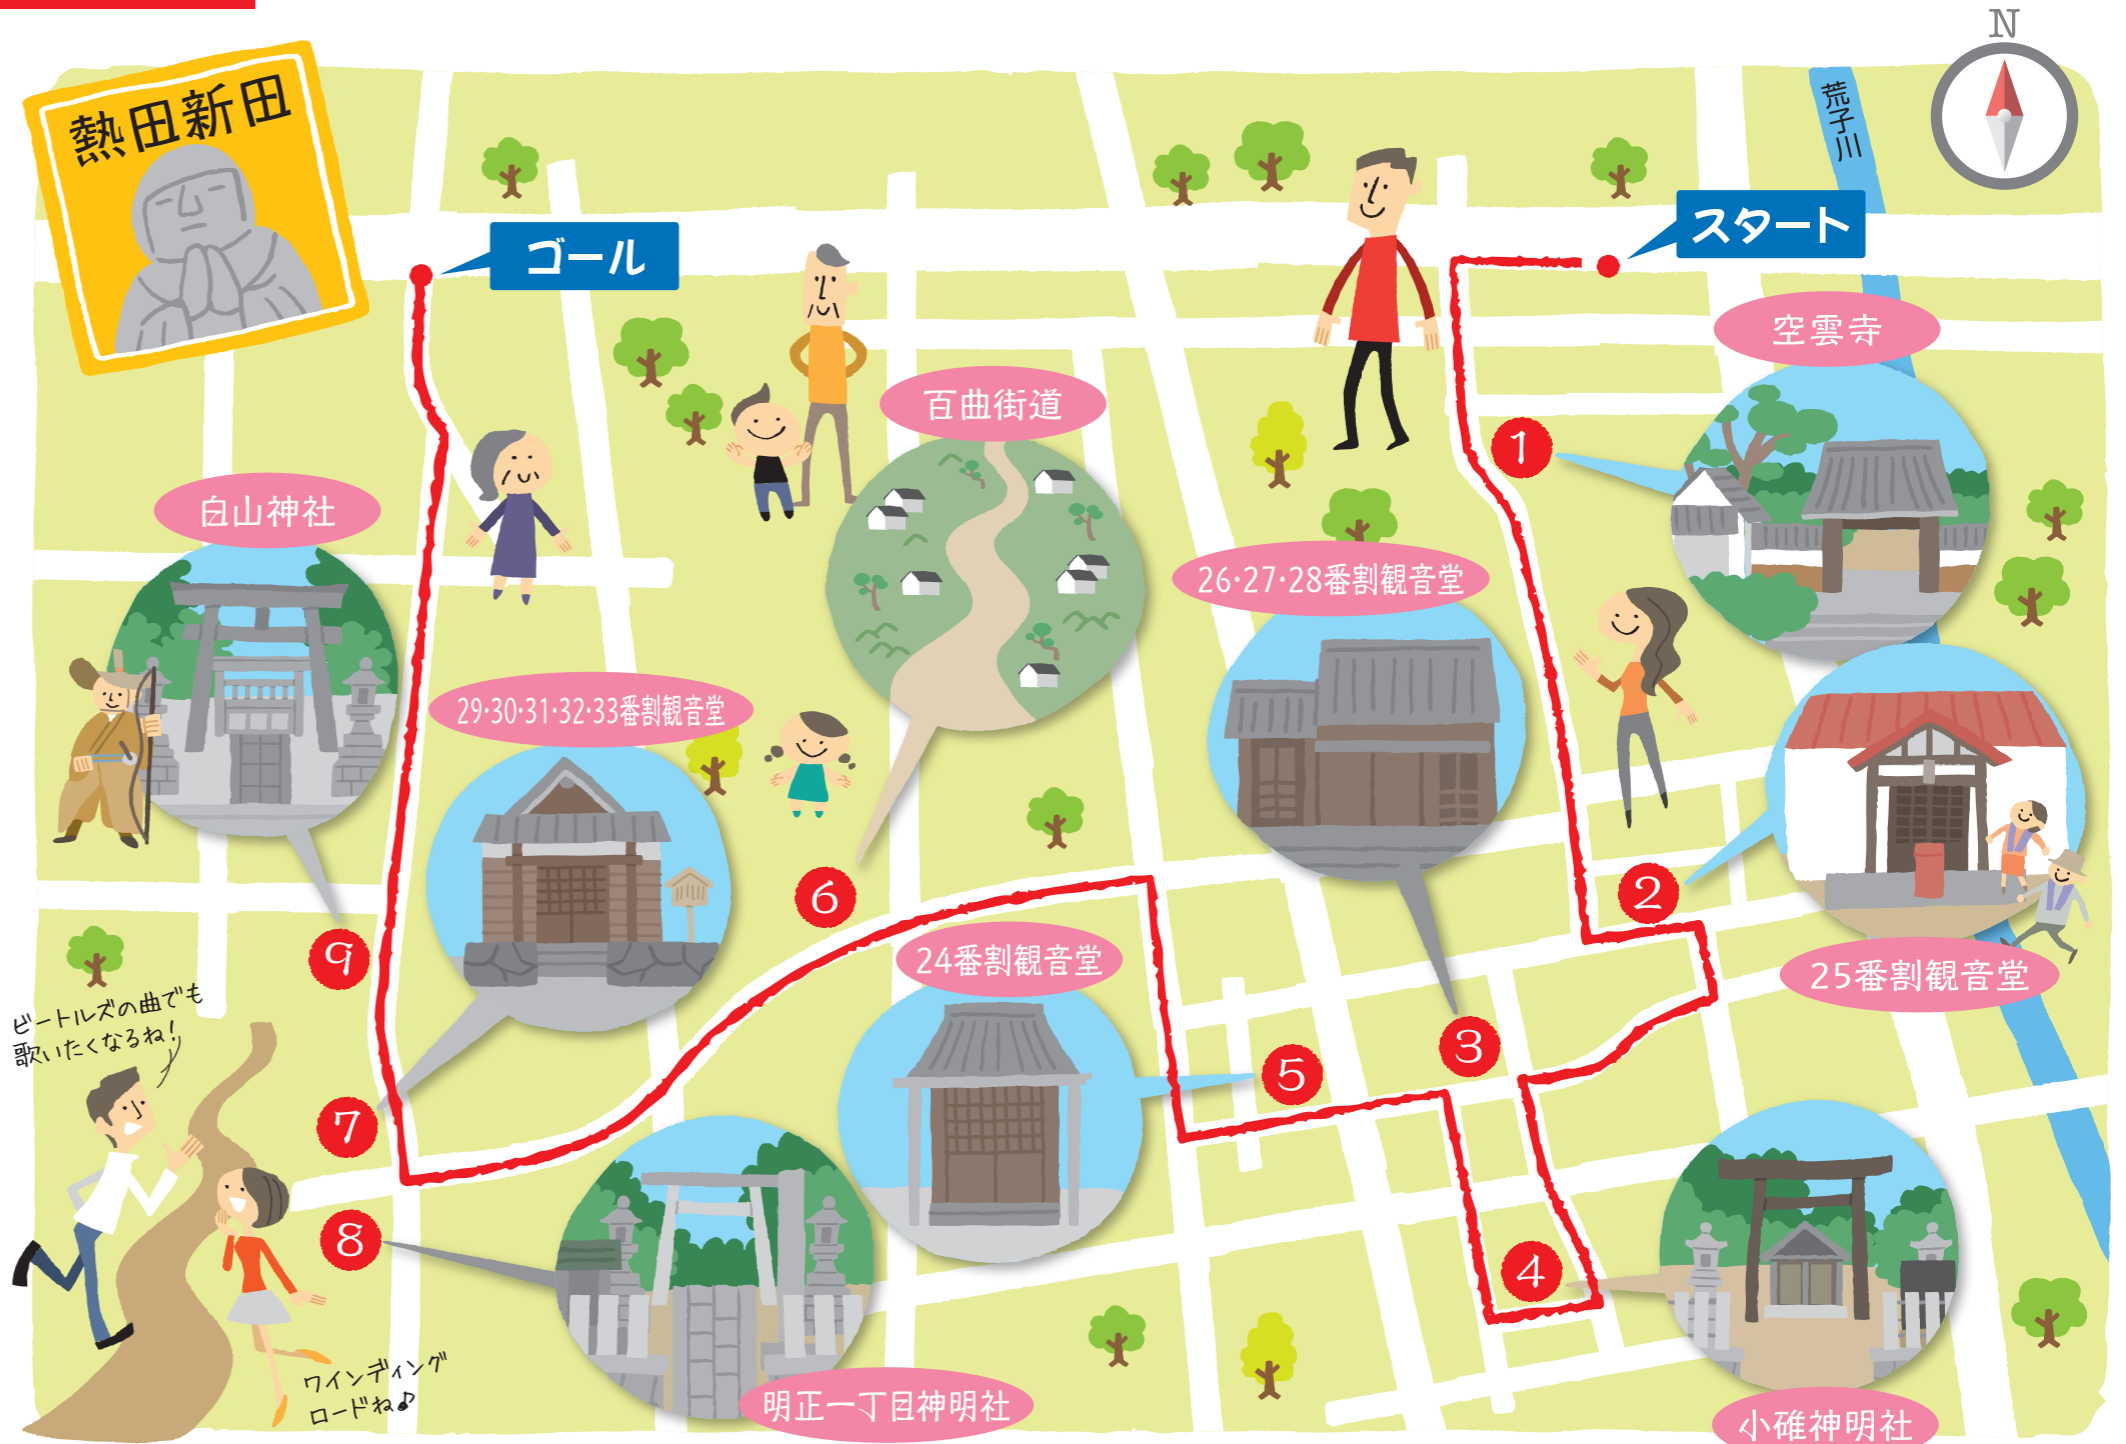 N
熱田新田
荒子川
スタート
ゴール
空雲寺
百曲街道
白山神社
26・27・28番割観音堂
29・30・31・32・33番割観音堂
24番割観音堂
25番割観音堂
1
2
3
4
5
6
7
8
9
ビートルズの曲でも
歌いたくなるね!
ワインディング
ロードね♪
明正一丁目神明社
小碓神明社